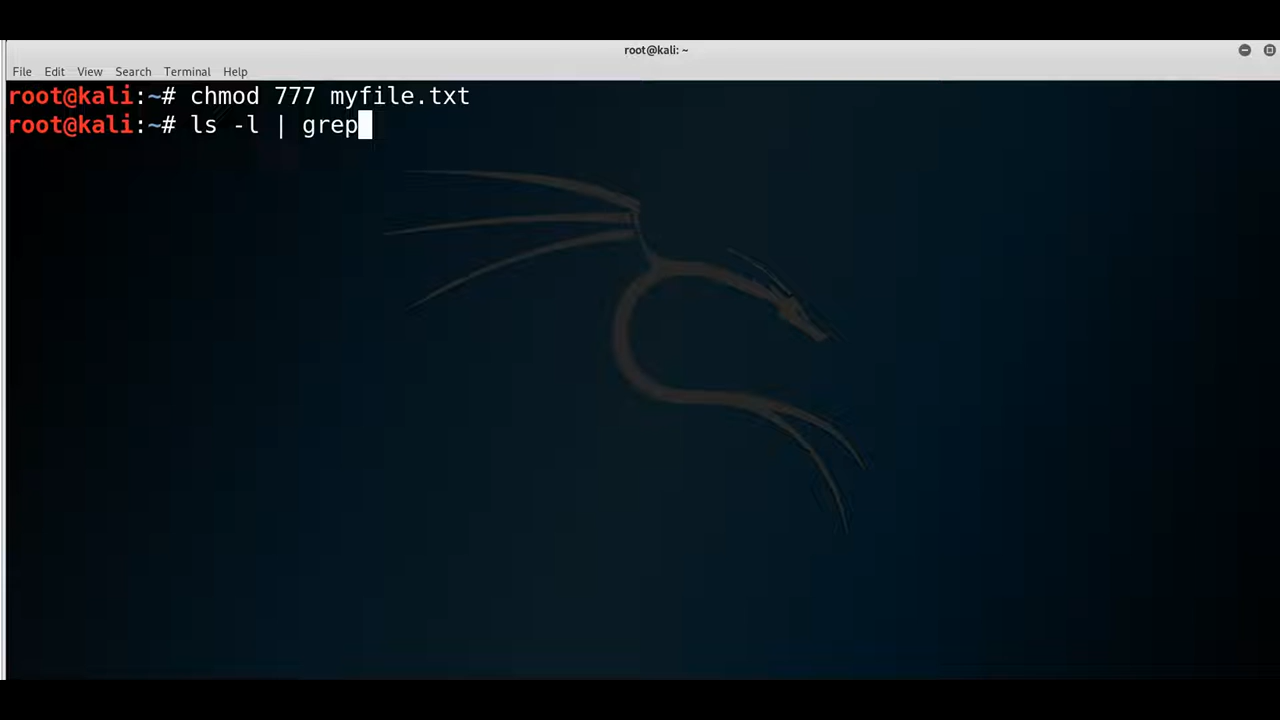 root@kali: ~
File Edit View Search Terminal Help
root@kali:~# chmod 777 myfile.txt
root@kali:~# ls -l | grep